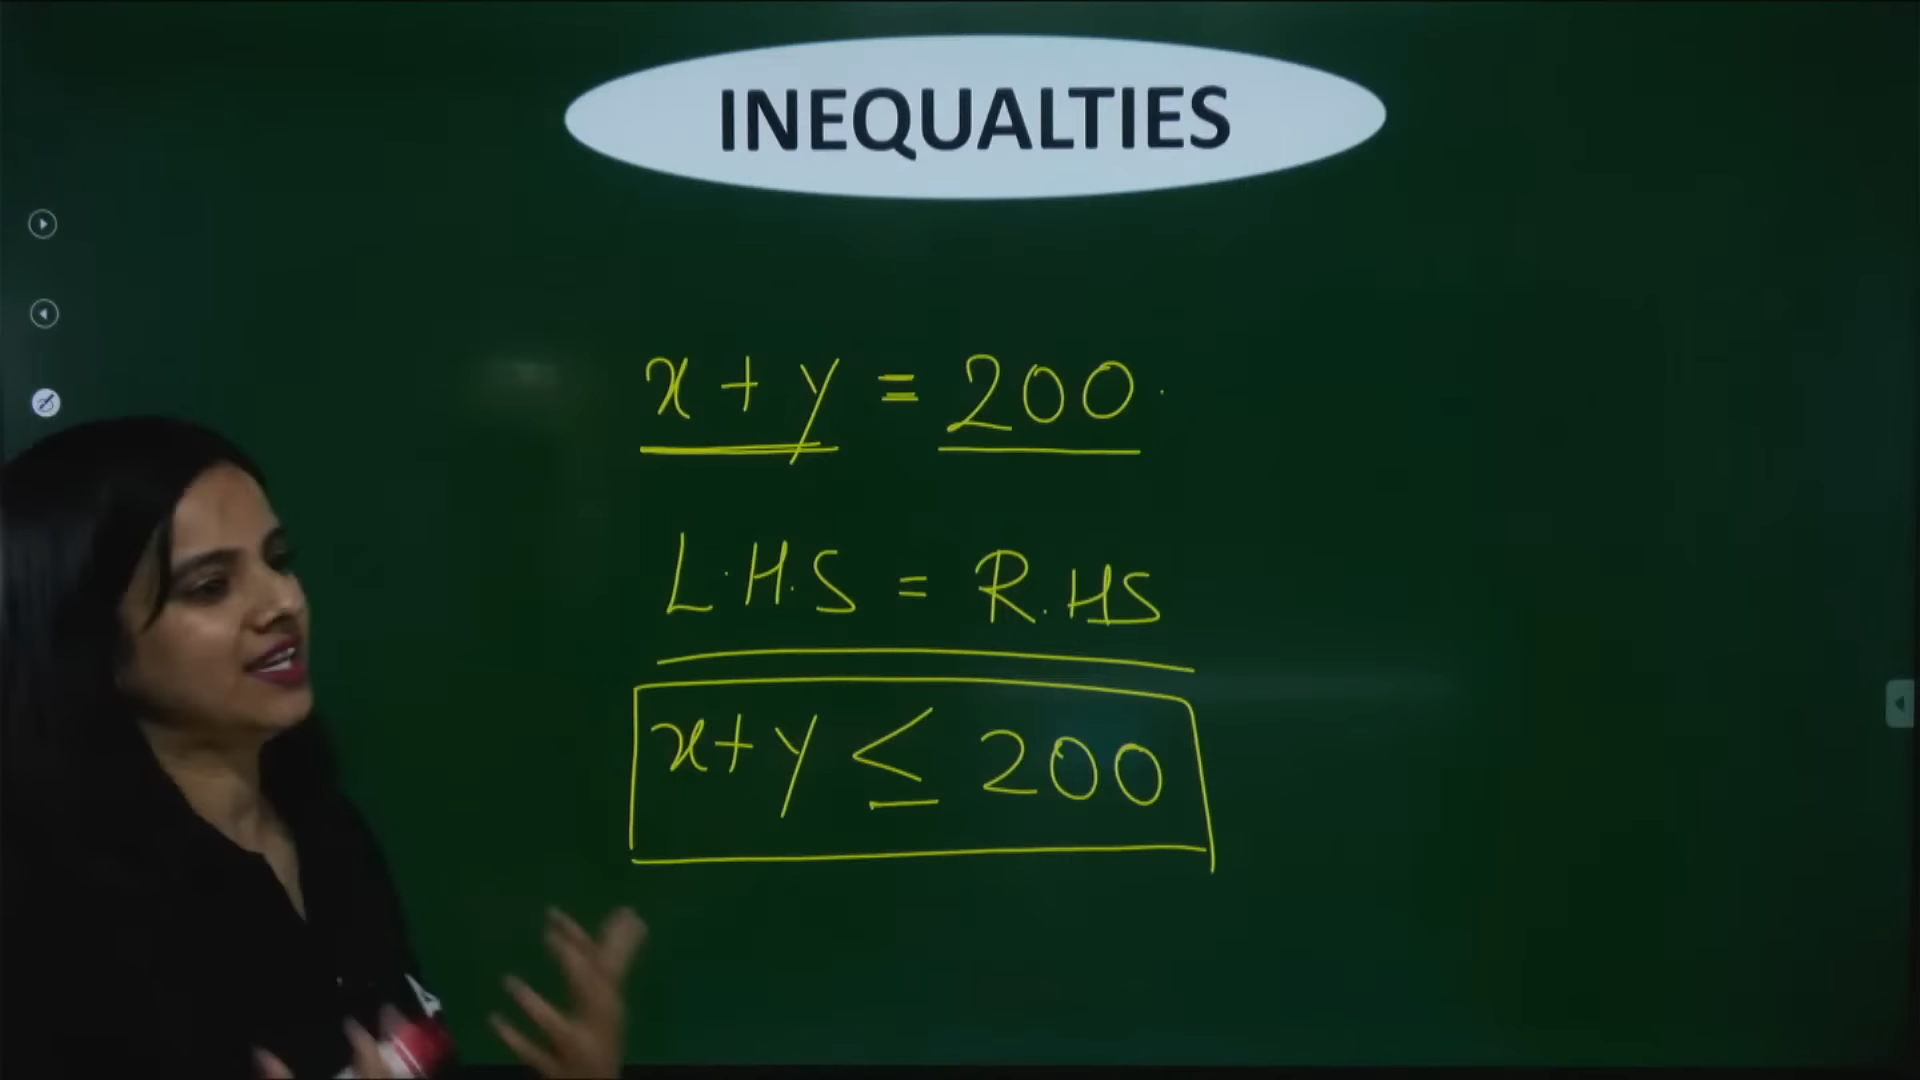 INEQUALTIES
x + y = 200
L.H.S = R.HS
x+y ≤ 200